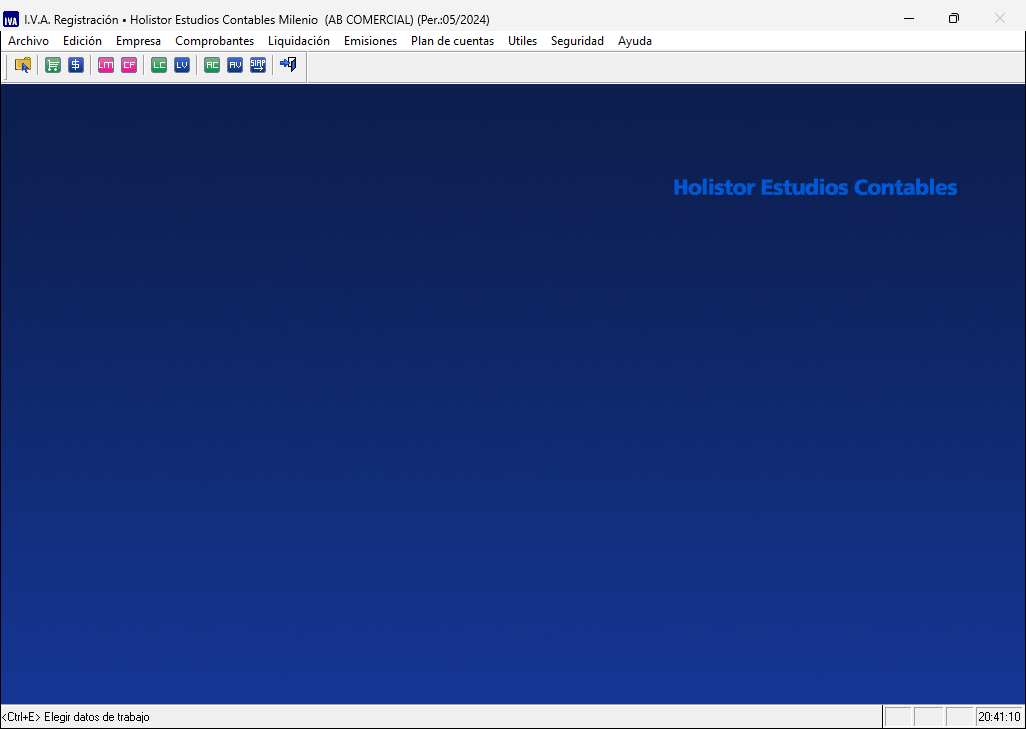 IVA I.V.A. Registración • Holistor Estudios Contables Milenio (AB COMERCIAL) (Per.:05/2024)
Archivo Edición Empresa Comprobantes Liquidación Emisiones Plan de cuentas Utiles Seguridad Ayuda
$ LM CF LC LV AC AV SIAP
Holistor Estudios Contables
<Ctrl+E> Elegir datos de trabajo 20:41:10